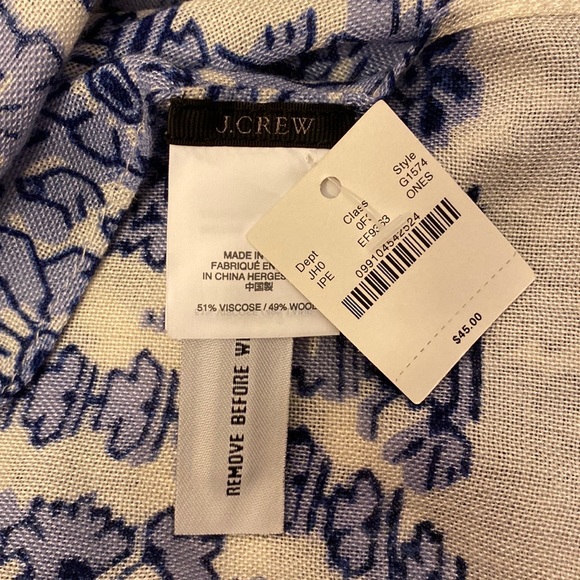 J.CREW
MADE IN
FABRIQUÉ EN
IN CHINA HERGES
中国製
51% VISCOSE / 49% WOOL
REMOVE BEFORE W
Dept Class Style
JH0 G1574
IPE ONES
099104542524
$45.00